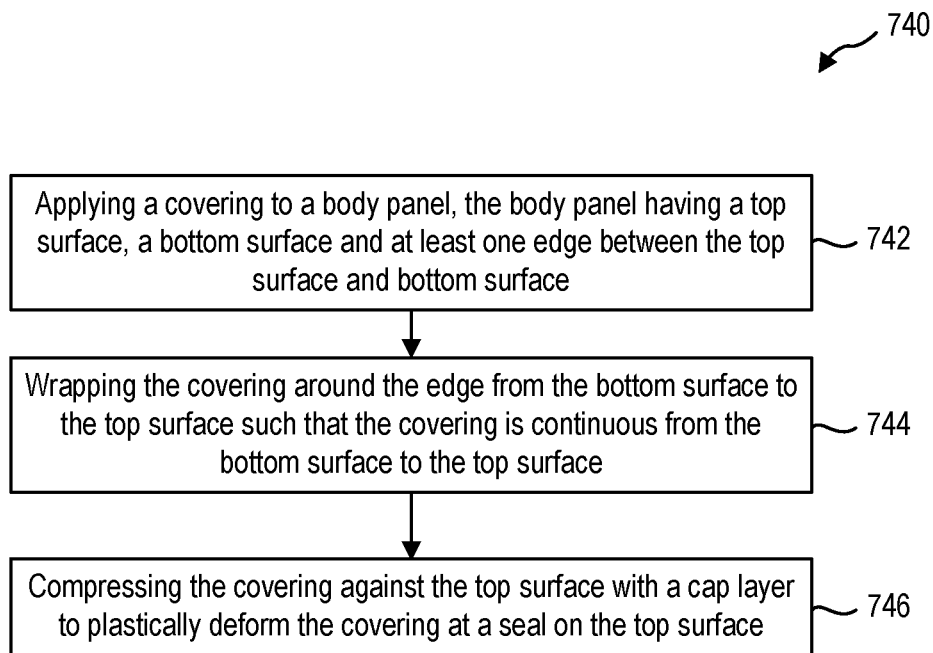 740
Applying a covering to a body panel, the body panel having a top
surface, a bottom surface and at least one edge between the top
surface and bottom surface
742
Wrapping the covering around the edge from the bottom surface to
the top surface such that the covering is continuous from the
bottom surface to the top surface
744
Compressing the covering against the top surface with a cap layer
to plastically deform the covering at a seal on the top surface
746